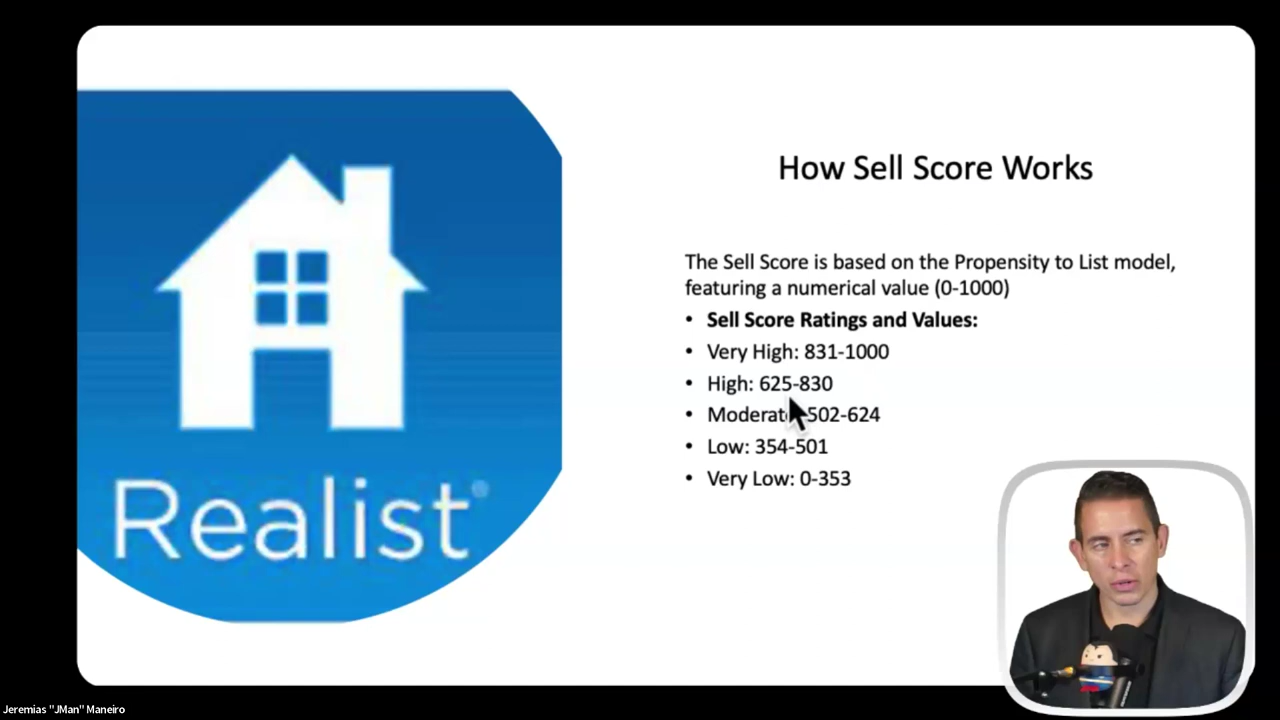 How Sell Score Works
The Sell Score is based on the Propensity to List model,
featuring a numerical value (0-1000)
• Sell Score Ratings and Values:
• Very High: 831-1000
• High: 625-830
• Moderate 502-624
• Low: 354-501
• Very Low: 0-353
Realist®
Jeremias "JMan" Maneiro